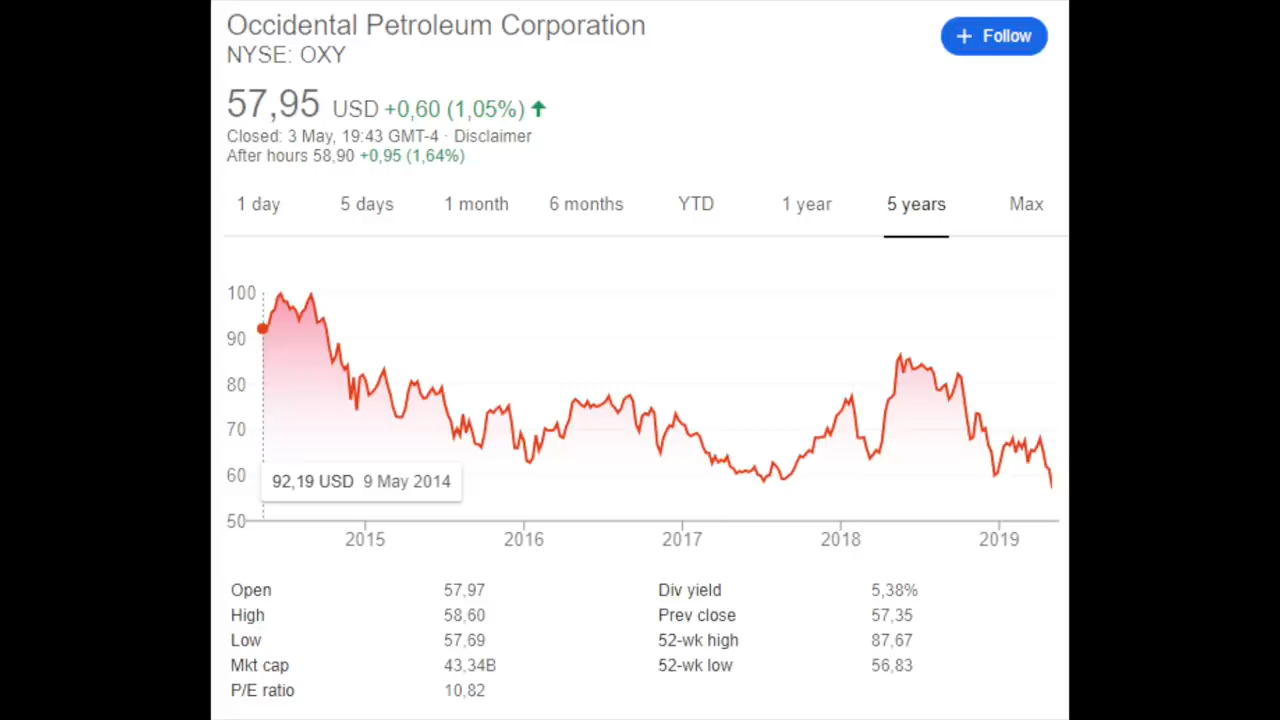 Occidental Petroleum Corporation
NYSE: OXY
+ Follow
57,95 USD +0,60 (1,05%)
Closed: 3 May, 19:43 GMT-4 · Disclaimer
After hours 58,90 +0,95 (1,64%)
1 day 5 days 1 month 6 months YTD 1 year 5 years Max
100
90
80
70
60
92,19 USD 9 May 2014
50
2015 2016 2017 2018 2019
Open 57,97 Div yield 5,38%
High 58,60 Prev close 57,35
Low 57,69 52-wk high 87,67
Mkt cap 43,34B 52-wk low 56,83
P/E ratio 10,82